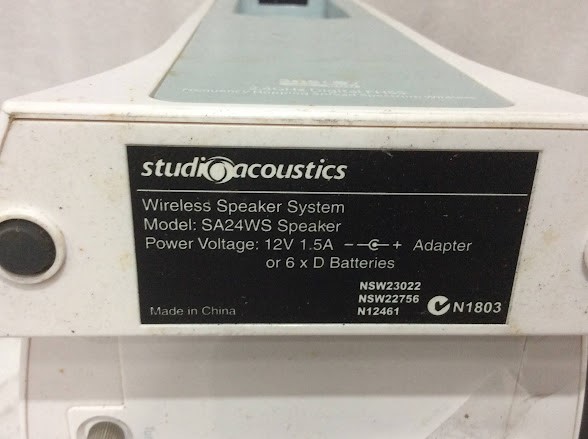 studioacoustics
Wireless Speaker System
Model: SA24WS Speaker
Power Voltage: 12V 1.5A - + Adapter
or 6 x D Batteries
NSW23022
NSW22756
N12461
N1803
Made in China